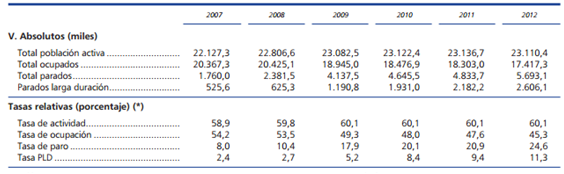 2007 2008 2009 2010 2011 2012
V. Absolutos (miles)
Total población activa 22.127,3 22.806,6 23.082,5 23.122,4 23.136,7 23.110,4
Total ocupados 20.367,3 20.425,1 18.945,0 18.476,9 18.303,0 17.417,3
Total parados 1.760,0 2.381,5 4.137,5 4.645,5 4.833,7 5.693,1
Parados larga duración 525,6 625,3 1.190,8 1.931,0 2.182,2 2.606,1
Tasas relativas (porcentaje) (*)
Tasa de actividad 58,9 59,8 60,1 60,1 60,1 60,1
Tasa de ocupación 54,2 53,5 49,3 48,0 47,6 45,3
Tasa de paro 8,0 10,4 17,9 20,1 20,9 24,6
Tasa PLD 2,4 2,7 5,2 8,4 9,4 11,3